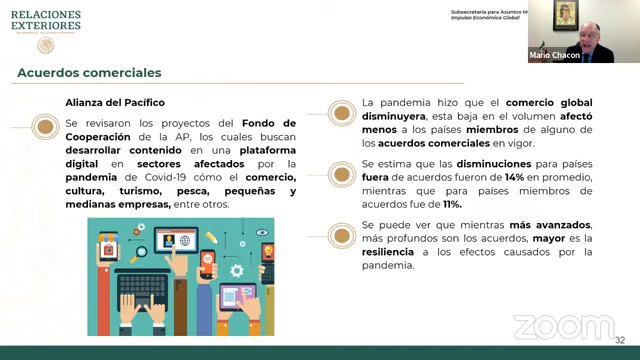 RELACIONES
EXTERIORES
Subsecretaría para Asuntos
Impulso Económico Global
Mario Chacon
Acuerdos comerciales
Alianza del Pacífico
Se revisaron los proyectos del Fondo de
Cooperación de la AP, los cuales buscan
desarrollar contenido en una plataforma
digital en sectores afectados por la
pandemia de Covid-19 cómo el comercio,
cultura, turismo, pesca, pequeñas y
medianas empresas, entre otros.
La pandemia hizo que el comercio global
disminuyera, esta baja en el volumen afectó
menos a los países miembros de alguno de
los acuerdos comerciales en vigor.
Se estima que las disminuciones para países
fuera de acuerdos fueron de 14% en promedio,
mientras que para países miembros de
acuerdos fue de 11%.
Se puede ver que mientras más avanzados,
más profundos son los acuerdos, mayor es la
resiliencia a los efectos causados por la
pandemia.
zoom
32